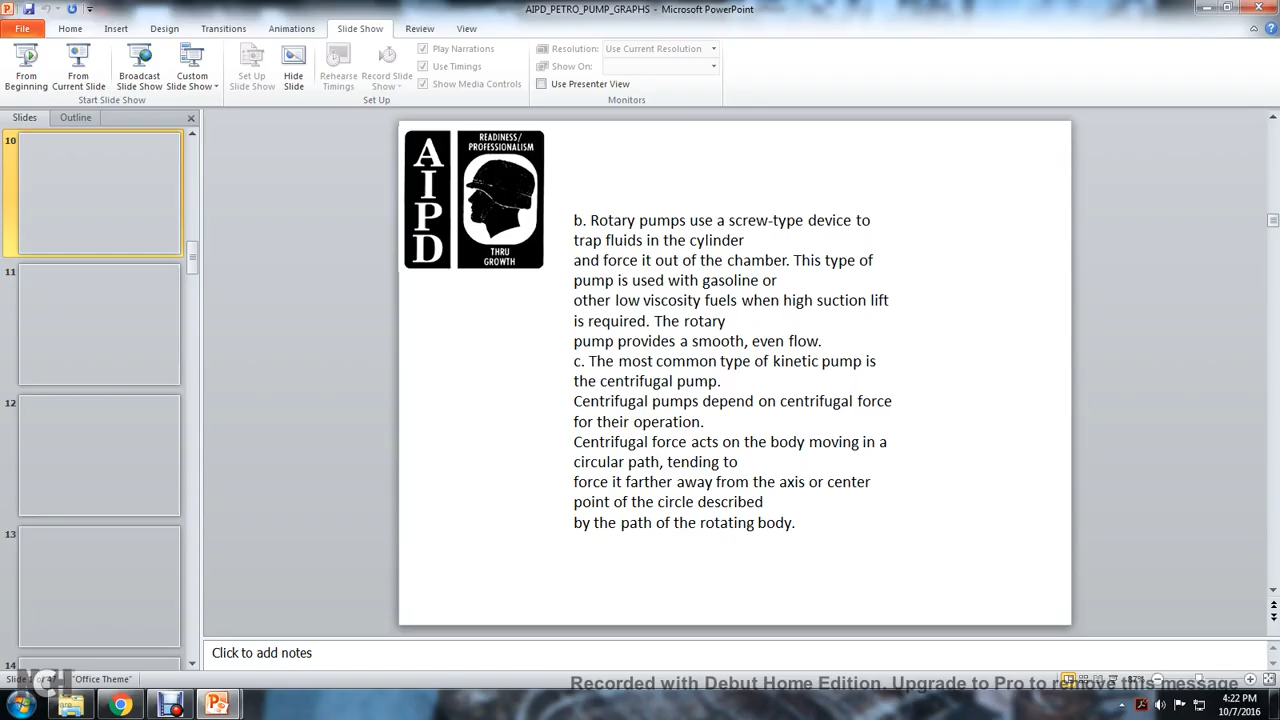 AIPD_PETRO_PUMP_GRAPHS - Microsoft PowerPoint
File Home Insert Design Transitions Animations Slide Show Review View
From Beginning
From Current Slide
Broadcast Slide Show
Custom Slide Show
Set Up Slide Show
Hide Slide
Rehearse Timings
Record Slide Show
Play Narrations
Use Timings
Show Media Controls
Resolution: Use Current Resolution
Show On:
Use Presenter View
Start Slide Show
Set Up
Monitors
Slides Outline
10
11
12
13
14
AIPD
READINESS/
PROFESSIONALISM
THRU
GROWTH
b. Rotary pumps use a screw-type device to
trap fluids in the cylinder
and force it out of the chamber. This type of
pump is used with gasoline or
other low viscosity fuels when high suction lift
is required. The rotary
pump provides a smooth, even flow.
c. The most common type of kinetic pump is
the centrifugal pump.
Centrifugal pumps depend on centrifugal force
for their operation.
Centrifugal force acts on the body moving in a
circular path, tending to
force it farther away from the axis or center
point of the circle described
by the path of the rotating body.
Click to add notes
"Office Theme"
NCH
Recorded with Debut Home Edition. Upgrade to Pro to remove this message
4:22 PM
10/7/2016